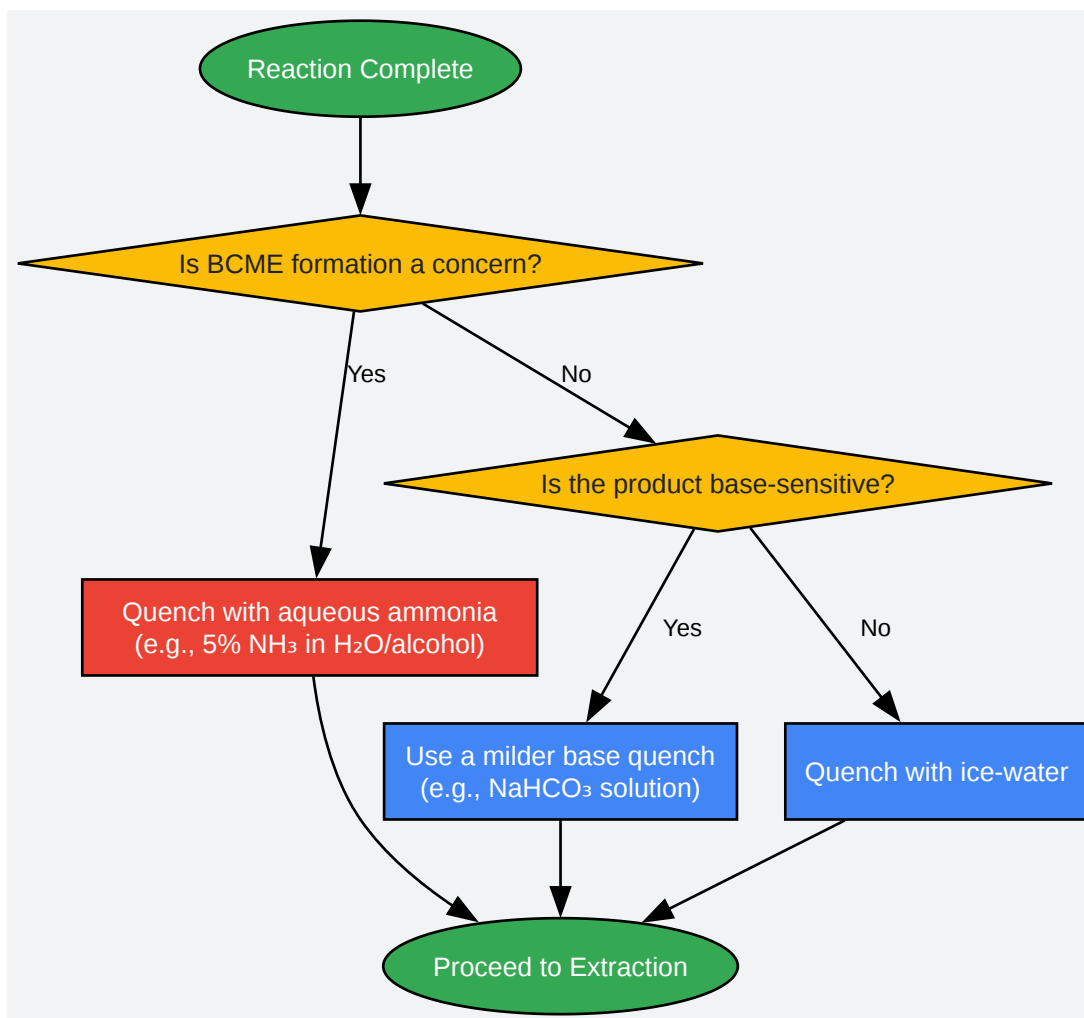 Reaction Complete
Is BCME formation a concern?
Yes
No
Is the product base-sensitive?
Quench with aqueous ammonia
(e.g., 5% NH₃ in H₂O/alcohol)
Yes
No
Use a milder base quench
(e.g., NaHCO₃ solution)
Quench with ice-water
Proceed to Extraction